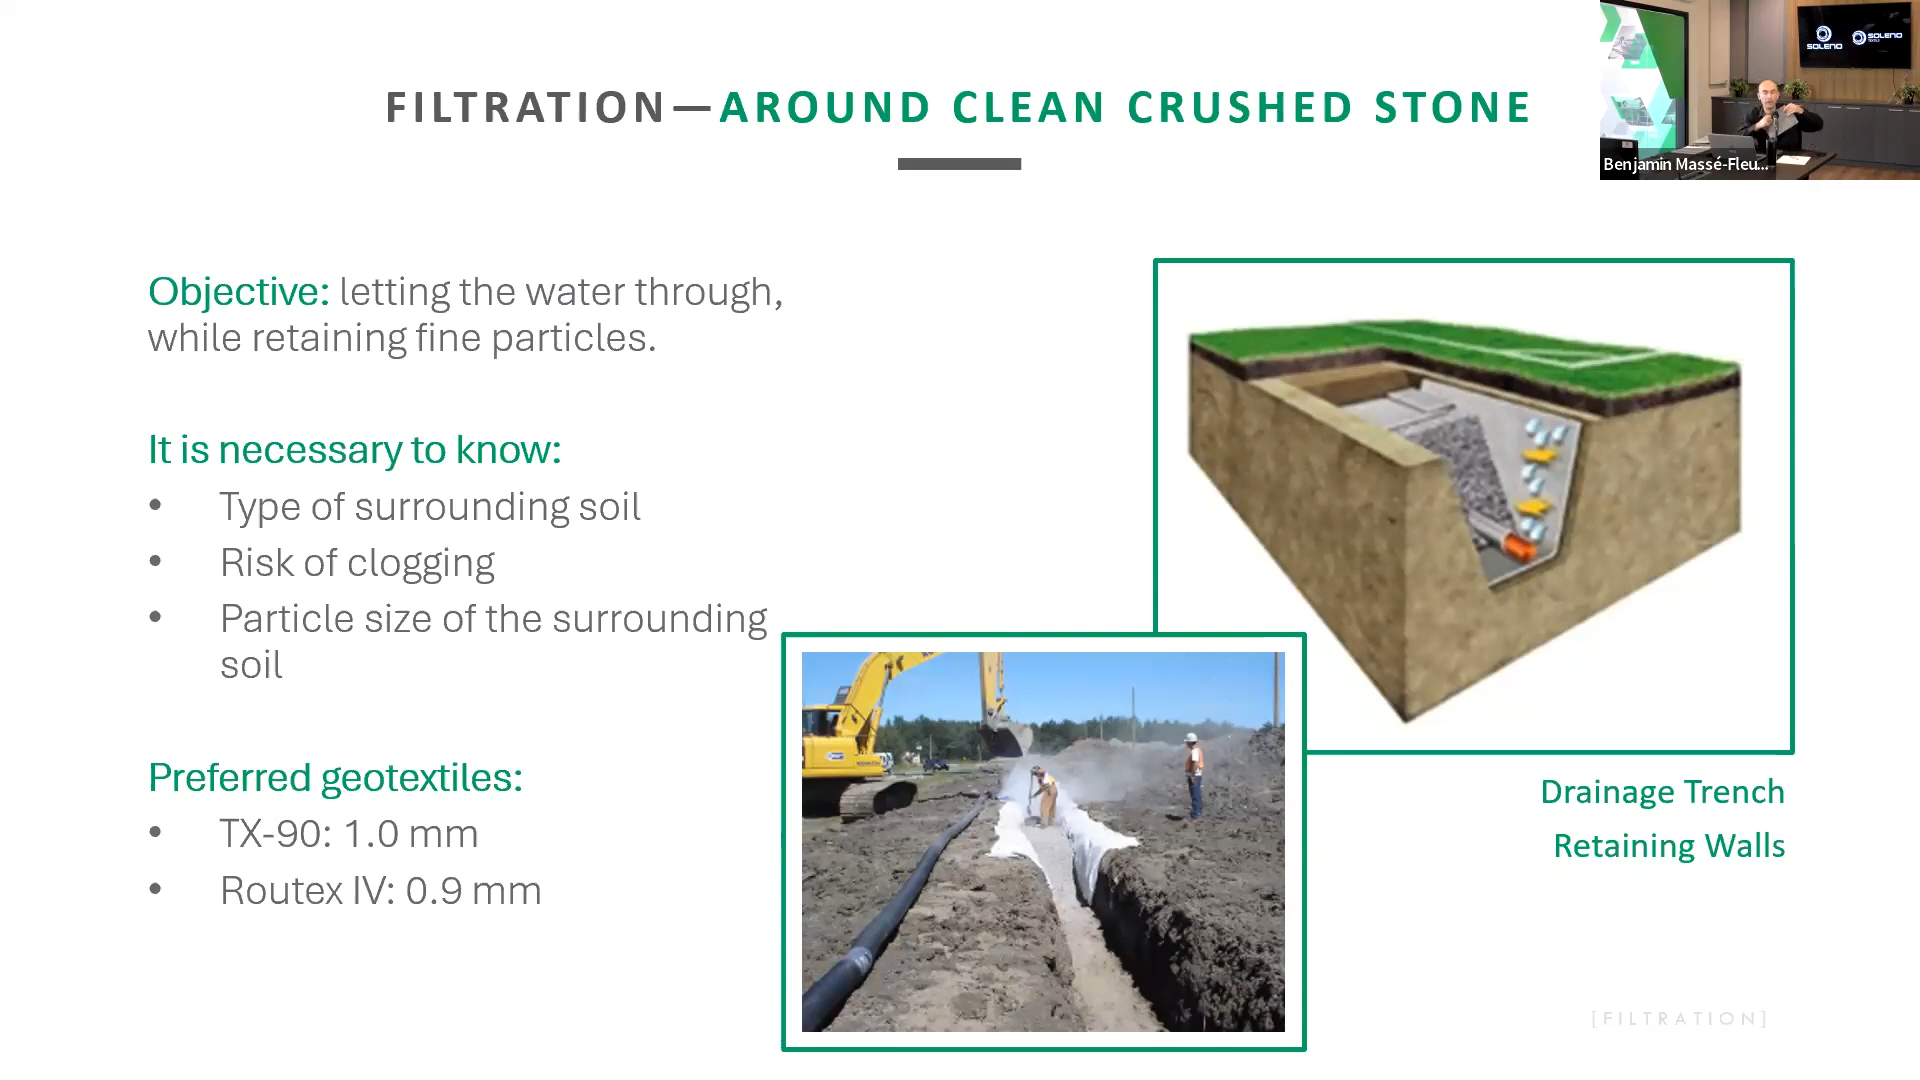 FILTRATION—AROUND CLEAN CRUSHED STONE
SOLENO
SOLENO
Benjamin Massé-Fleu...
Objective: letting the water through,
while retaining fine particles.
It is necessary to know:
• Type of surrounding soil
• Risk of clogging
• Particle size of the surrounding
soil
Preferred geotextiles:
• TX-90: 1.0 mm
• Routex IV: 0.9 mm
Drainage Trench
Retaining Walls
[FILTRATION]